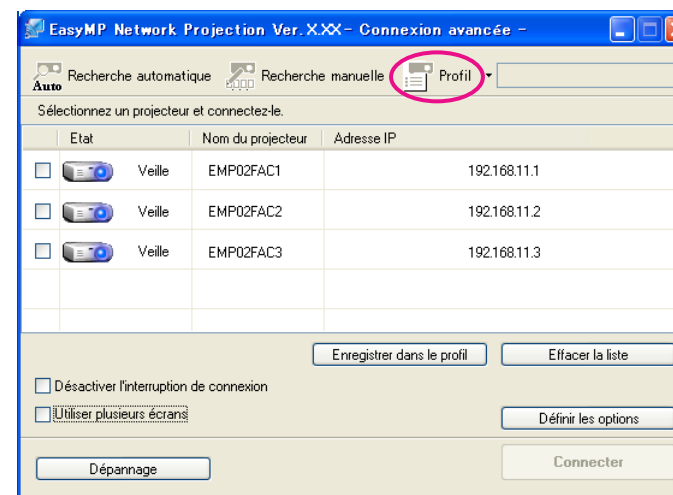 EasyMP Network Projection Ver.X.XX- Connexion avancée -
Auto Recherche automatique Recherche manuelle Profil
Sélectionnez un projecteur et connectez-le.
Etat Nom du projecteur Adresse IP
Veille EMP02FAC1 192.168.11.1
Veille EMP02FAC2 192.168.11.2
Veille EMP02FAC3 192.168.11.3
Enregistrer dans le profil Effacer la liste
Désactiver l'interruption de connexion
Utiliser plusieurs écrans
Définir les options
Dépannage Connecter